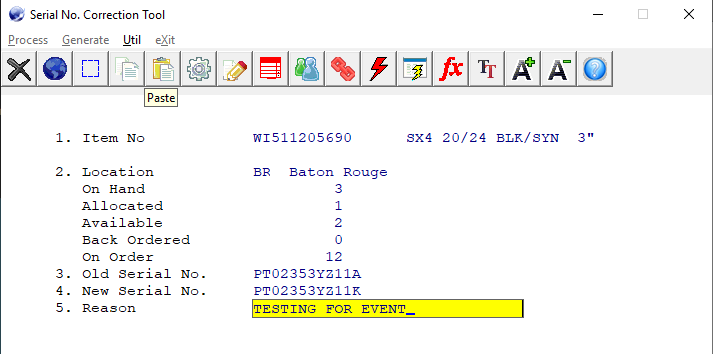 Serial No. Correction Tool
Process Generate Util eXit
fx TT A+ A- ?
Paste
1. Item No WI511205690 SX4 20/24 BLK/SYN 3"
2. Location BR Baton Rouge
On Hand 3
Allocated 1
Available 2
Back Ordered 0
On Order 12
3. Old Serial No. PT02353YZ11A
4. New Serial No. PT02353YZ11K
5. Reason TESTING FOR EVENT_